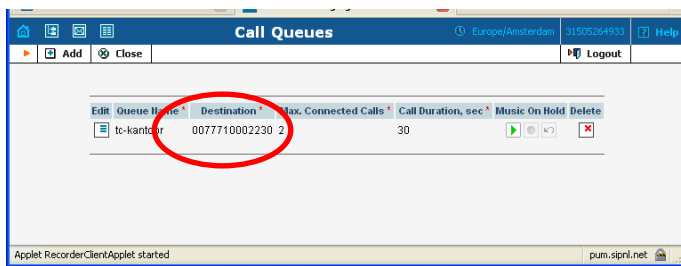 Call Queues
Europe/Amsterdam
31505264933
? Help
Add
Close
Logout
Edit Queue Name * Destination * Max. Connected Calls * Call Duration, sec * Music On Hold Delete
tc-kantoor 0077710002230 2 30
Applet RecorderClientApplet started
pum.sipnl.net